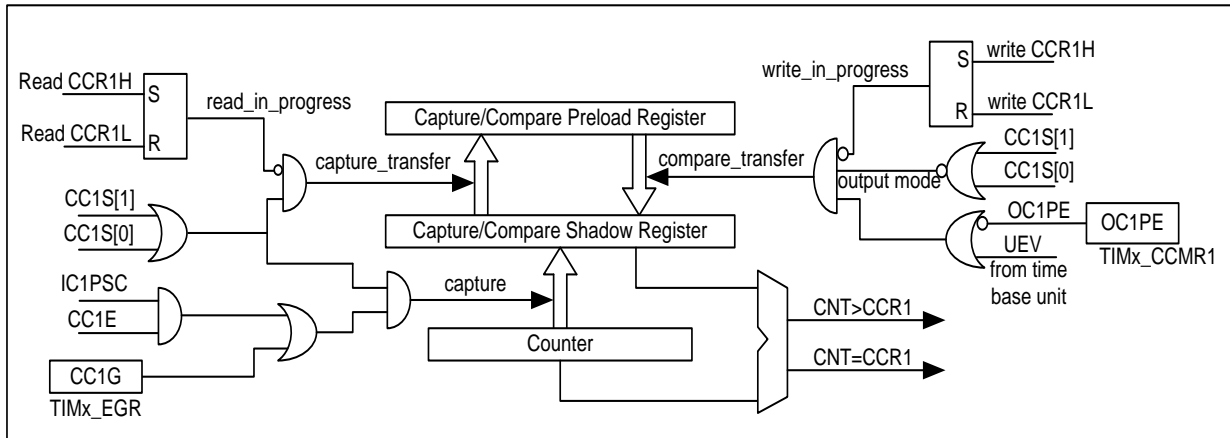 Read CCR1H
S
Read CCR1L
R
read_in_progress
CC1S[1]
CC1S[0]
IC1PSC
CC1E
CC1G
TIMx_EGR
capture_transfer
capture
Capture/Compare Preload Register
Capture/Compare Shadow Register
Counter
compare_transfer
write_in_progress
S
write CCR1H
R
write CCR1L
CC1S[1]
CC1S[0]
output mode
OC1PE
OC1PE
UEV
TIMx_CCMR1
from time
base unit
CNT>CCR1
CNT=CCR1